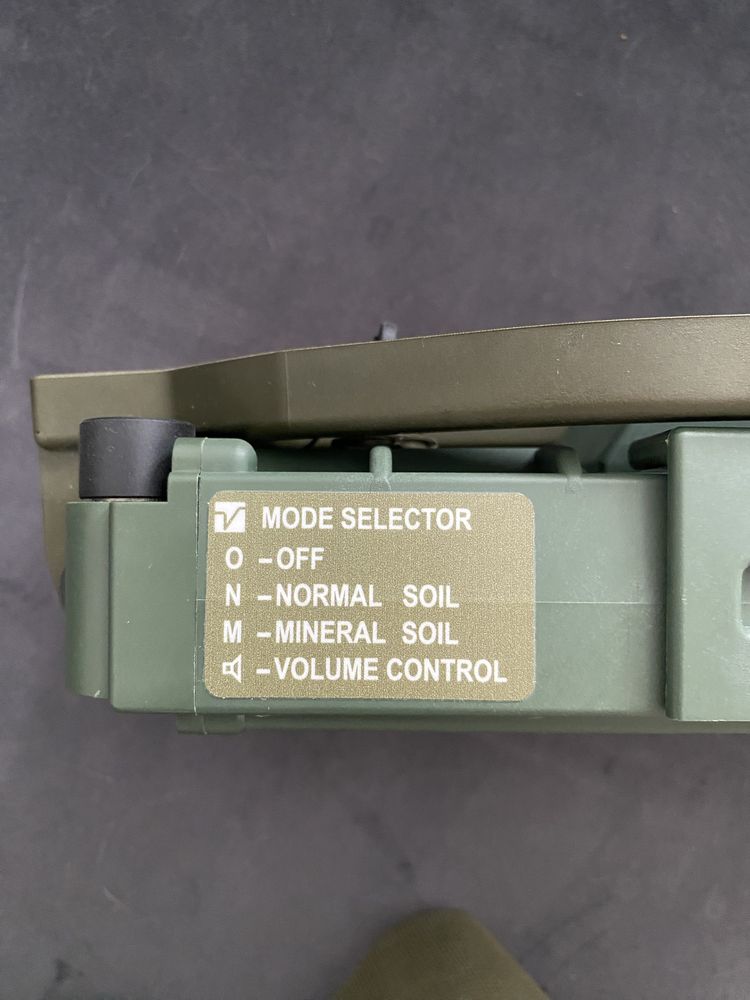 MODE SELECTOR
O –OFF
N –NORMAL SOIL
M –MINERAL SOIL
–VOLUME CONTROL